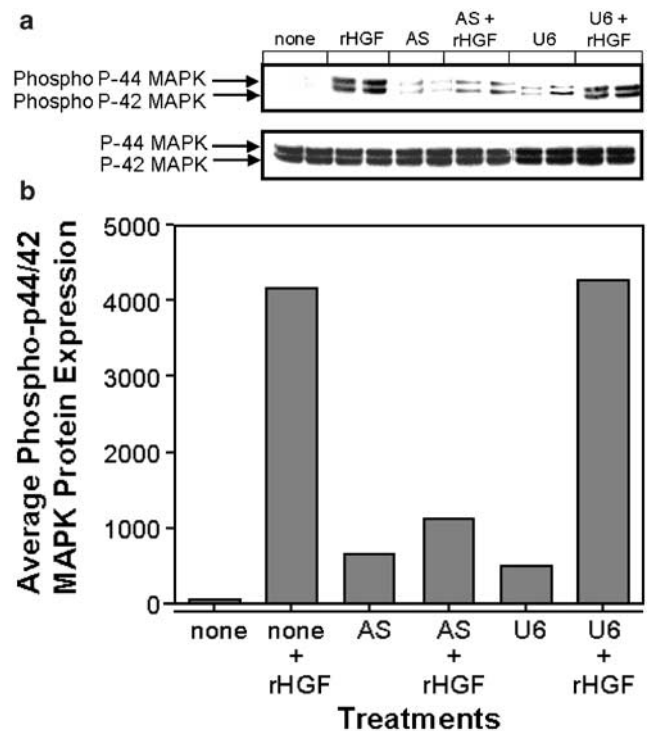 a
none rHGF AS AS + rHGF U6 U6 + rHGF
Phospho P-44 MAPK
Phospho P-42 MAPK
P-44 MAPK
P-42 MAPK
b
Average Phospho-p44/42
MAPK Protein Expression
5000
4000
3000
2000
1000
0
none none + rHGF AS AS + rHGF U6 U6 + rHGF
Treatments